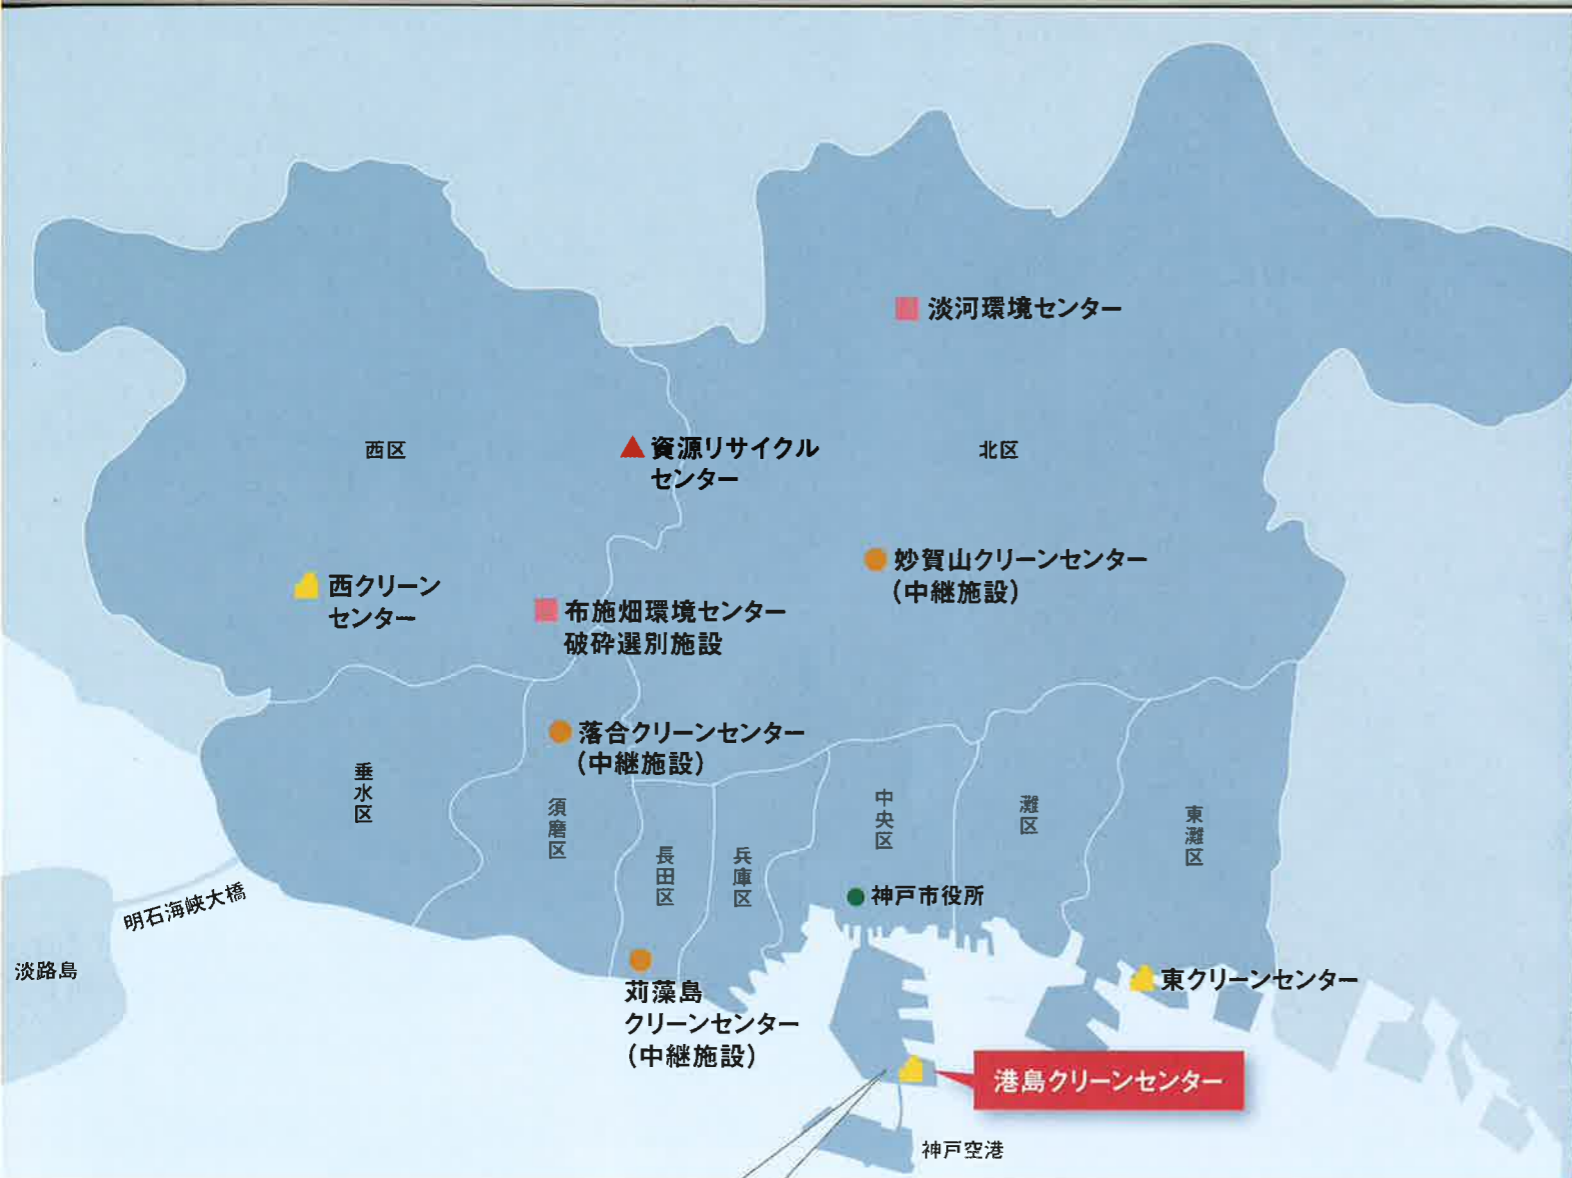 淡河環境センター
西区
資源リサイクル
センター
北区
妙賀山クリーンセンター
(中継施設)
西クリーン
センター
布施畑環境センター
破砕選別施設
落合クリーンセンター
(中継施設)
垂水区
須磨区
長田区
兵庫区
中央区
灘区
東灘区
神戸市役所
明石海峡大橋
淡路島
苅藻島
クリーンセンター
(中継施設)
東クリーンセンター
港島クリーンセンター
神戸空港